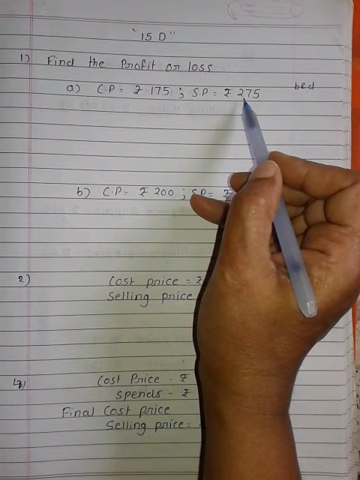 "15 D"
1) Find the Profit or loss
a) C.P = ₹ 175 ; S.P = ₹ 275
b) C.P = ₹ 200 ; S.P = ₹
2) Cost price = ₹
Selling price
Cost Price - ₹
spends - ₹
Final Cost price
Selling price =